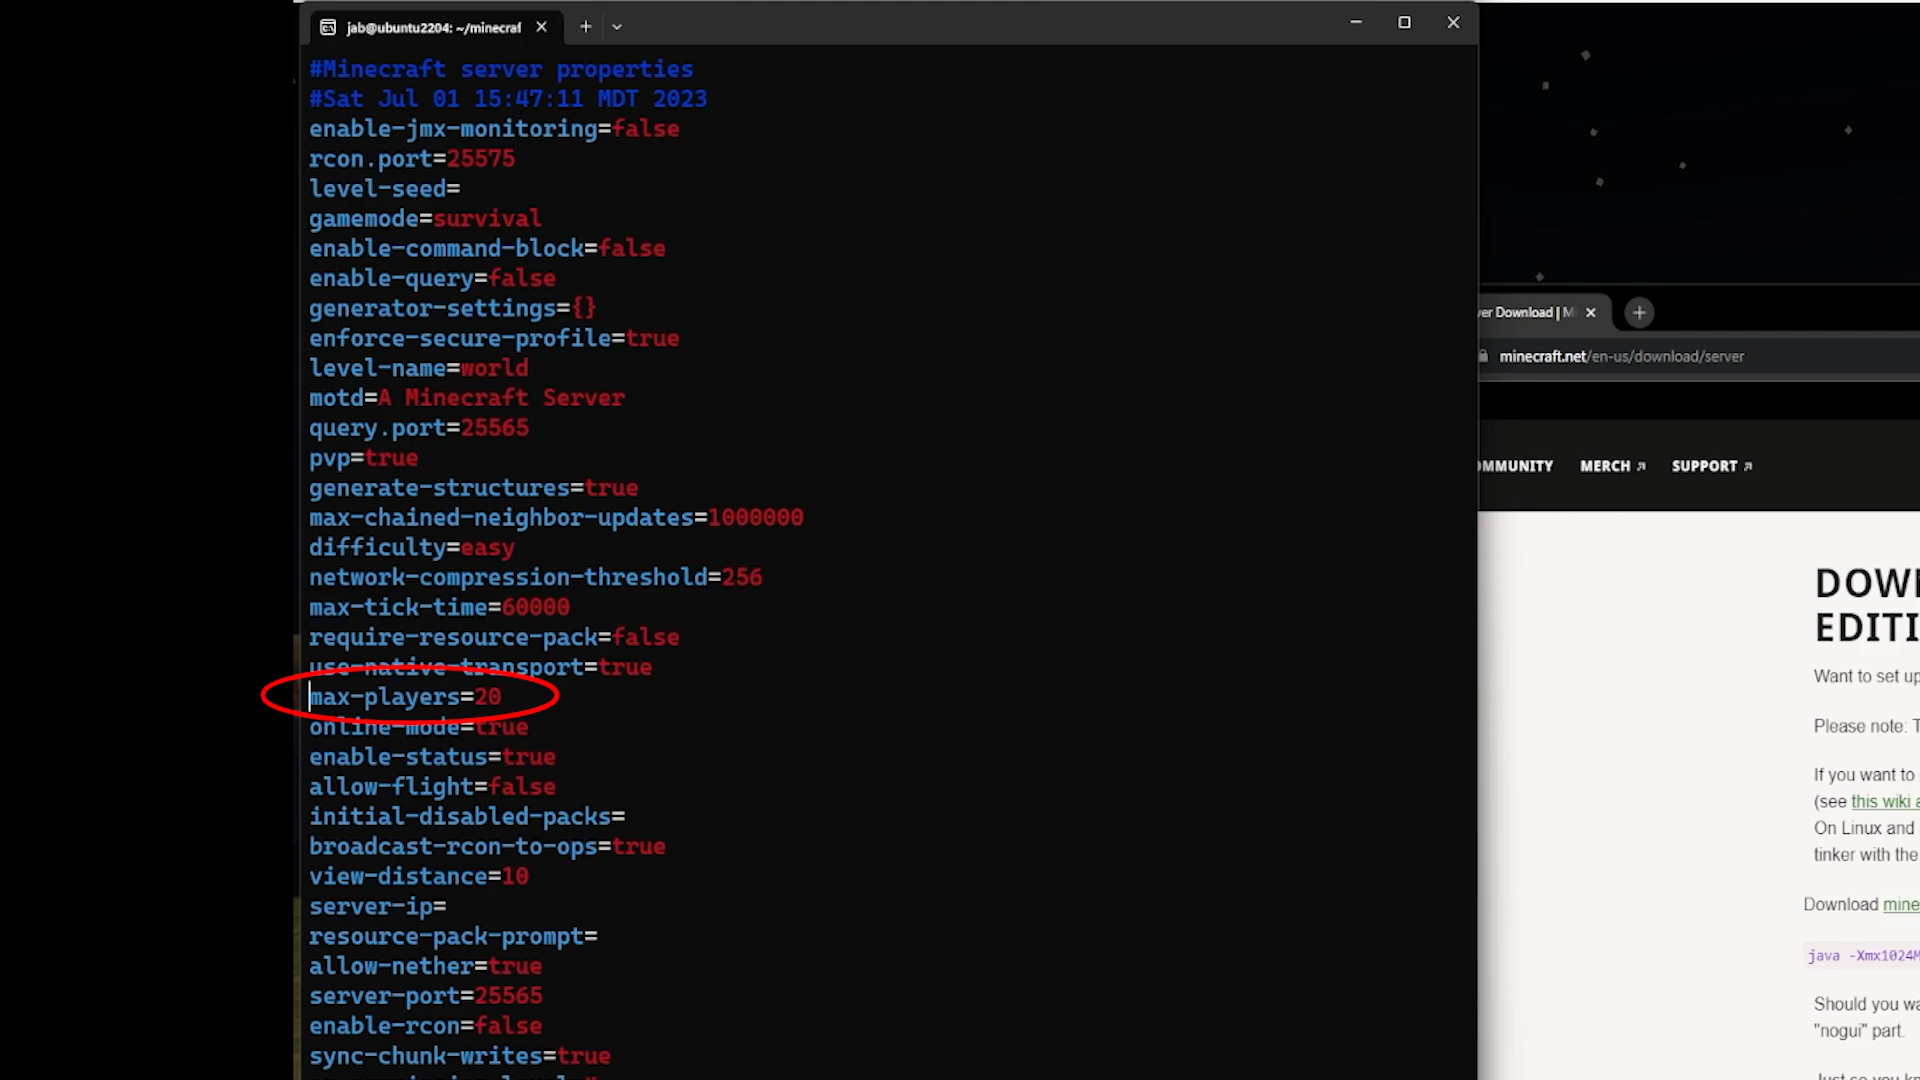 jab@ubuntu2204: ~/minecraf
#Minecraft server properties
#Sat Jul 01 15:47:11 MDT 2023
enable-jmx-monitoring=false
rcon.port=25575
level-seed=
gamemode=survival
enable-command-block=false
enable-query=false
generator-settings={}
enforce-secure-profile=true
level-name=world
motd=A Minecraft Server
query.port=25565
pvp=true
generate-structures=true
max-chained-neighbor-updates=1000000
difficulty=easy
network-compression-threshold=256
max-tick-time=60000
require-resource-pack=false
use-native-transport=true
max-players=20
online-mode=true
enable-status=true
allow-flight=false
initial-disabled-packs=
broadcast-rcon-to-ops=true
view-distance=10
server-ip=
resource-pack-prompt=
allow-nether=true
server-port=25565
enable-rcon=false
sync-chunk-writes=true
ver Download | M
minecraft.net/en-us/download/server
OMMUNITY MERCH SUPPORT
DOW
EDITI
Want to set up
Please note: T
If you want to
(see this wiki a
On Linux and
tinker with the
Download mine
java -Xmx1024M
Should you wa
"nogui" part.